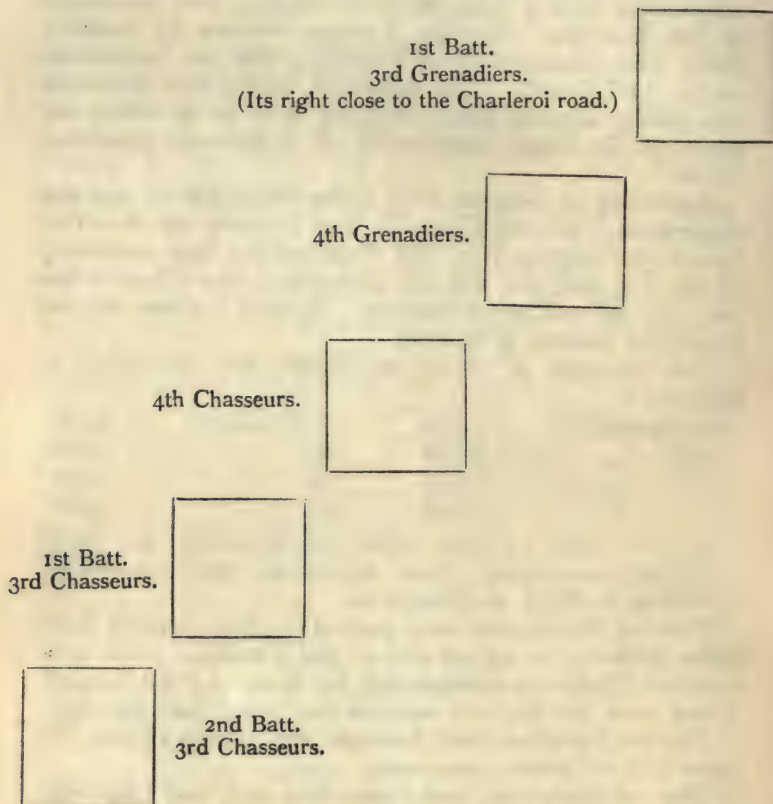 1st Batt.
3rd Grenadiers.
(Its right close to the Charleroi road.)
4th Grenadiers.
4th Chasseurs.
1st Batt.
3rd Chasseurs.
2nd Batt.
3rd Chasseurs.